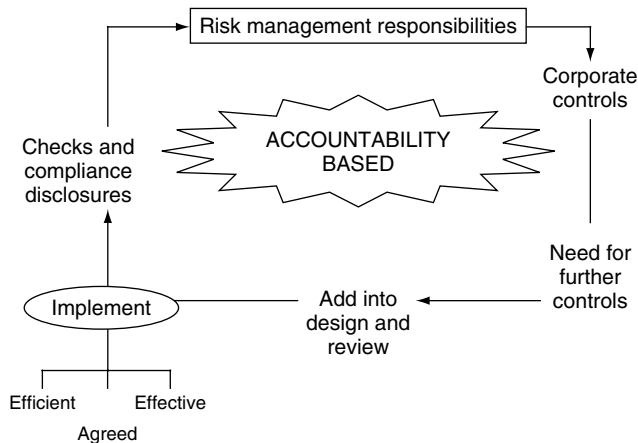 Risk management responsibilities
Corporate
controls
ACCOUNTABILITY
BASED
Checks and
compliance
disclosures
Need for
further
controls
Add into
design and
review
Implement
Efficient
Effective
Agreed